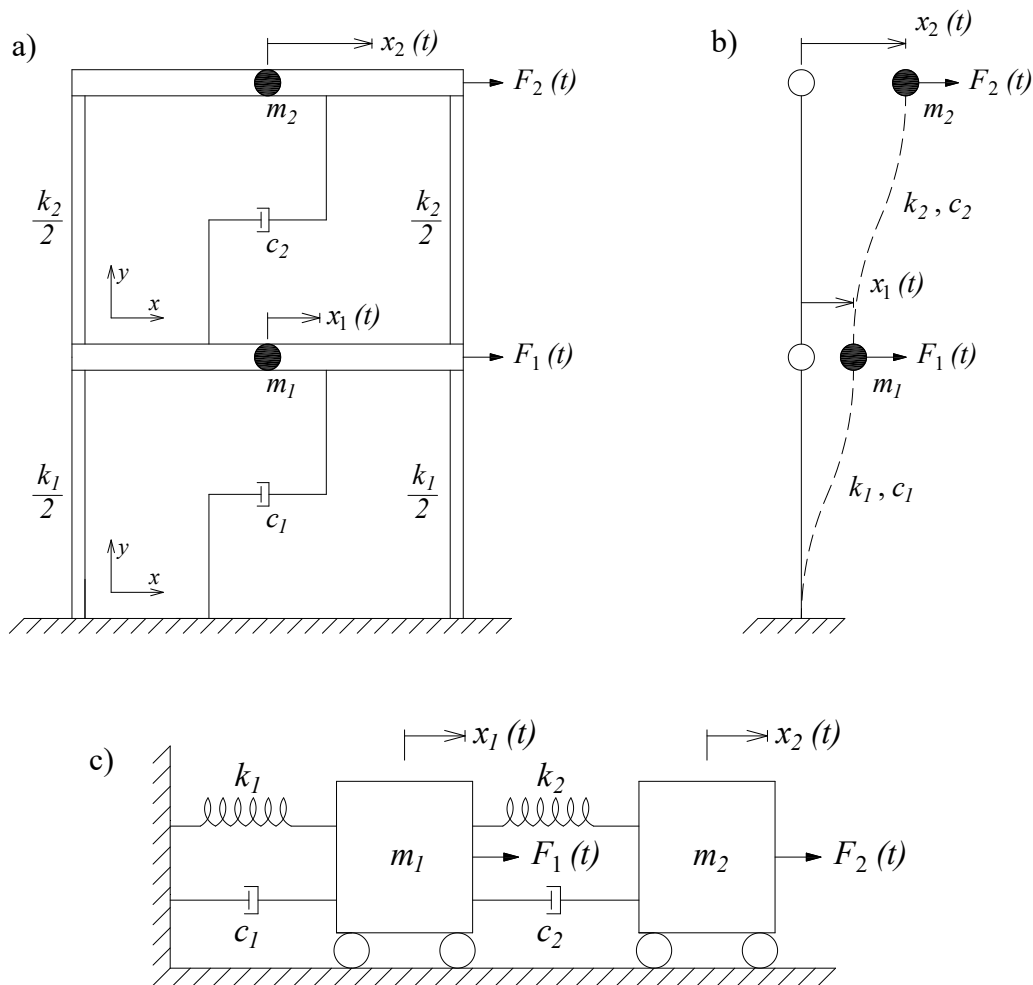 a)
x2 (t)
F2 (t)
m2
k2/2
k2/2
c2
y
x
x1 (t)
F1 (t)
m1
k1/2
k1/2
c1
y
x
b)
x2 (t)
F2 (t)
m2
k2 , c2
x1 (t)
F1 (t)
m1
k1 , c1
c)
x1 (t)
x2 (t)
k1
k2
m1
F1 (t)
m2
F2 (t)
c1
c2